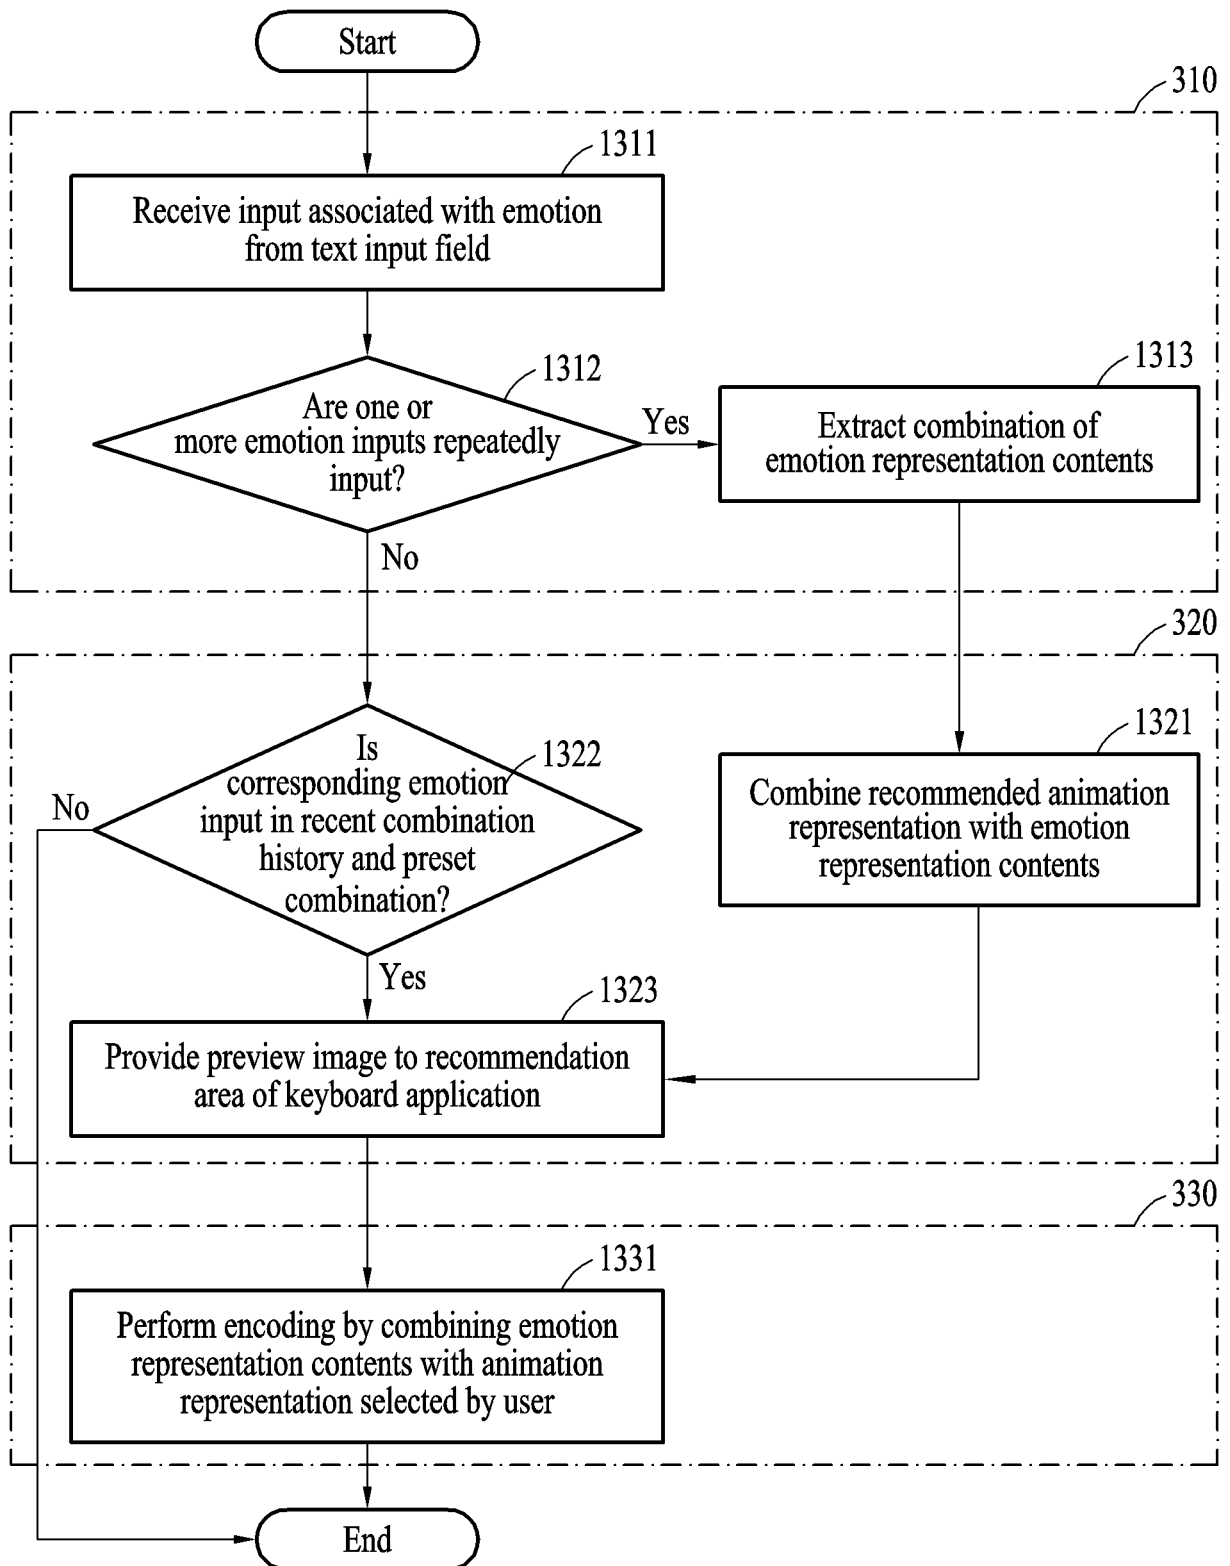 Start
310
1311
Receive input associated with emotion
from text input field
1312
Are one or
more emotion inputs repeatedly
input?
Yes
1313
Extract combination of
emotion representation contents
No
320
1322
Is
corresponding emotion
input in recent combination
history and preset
combination?
No
1321
Combine recommended animation
representation with emotion
representation contents
Yes
1323
Provide preview image to recommendation
area of keyboard application
330
1331
Perform encoding by combining emotion
representation contents with animation
representation selected by user
End